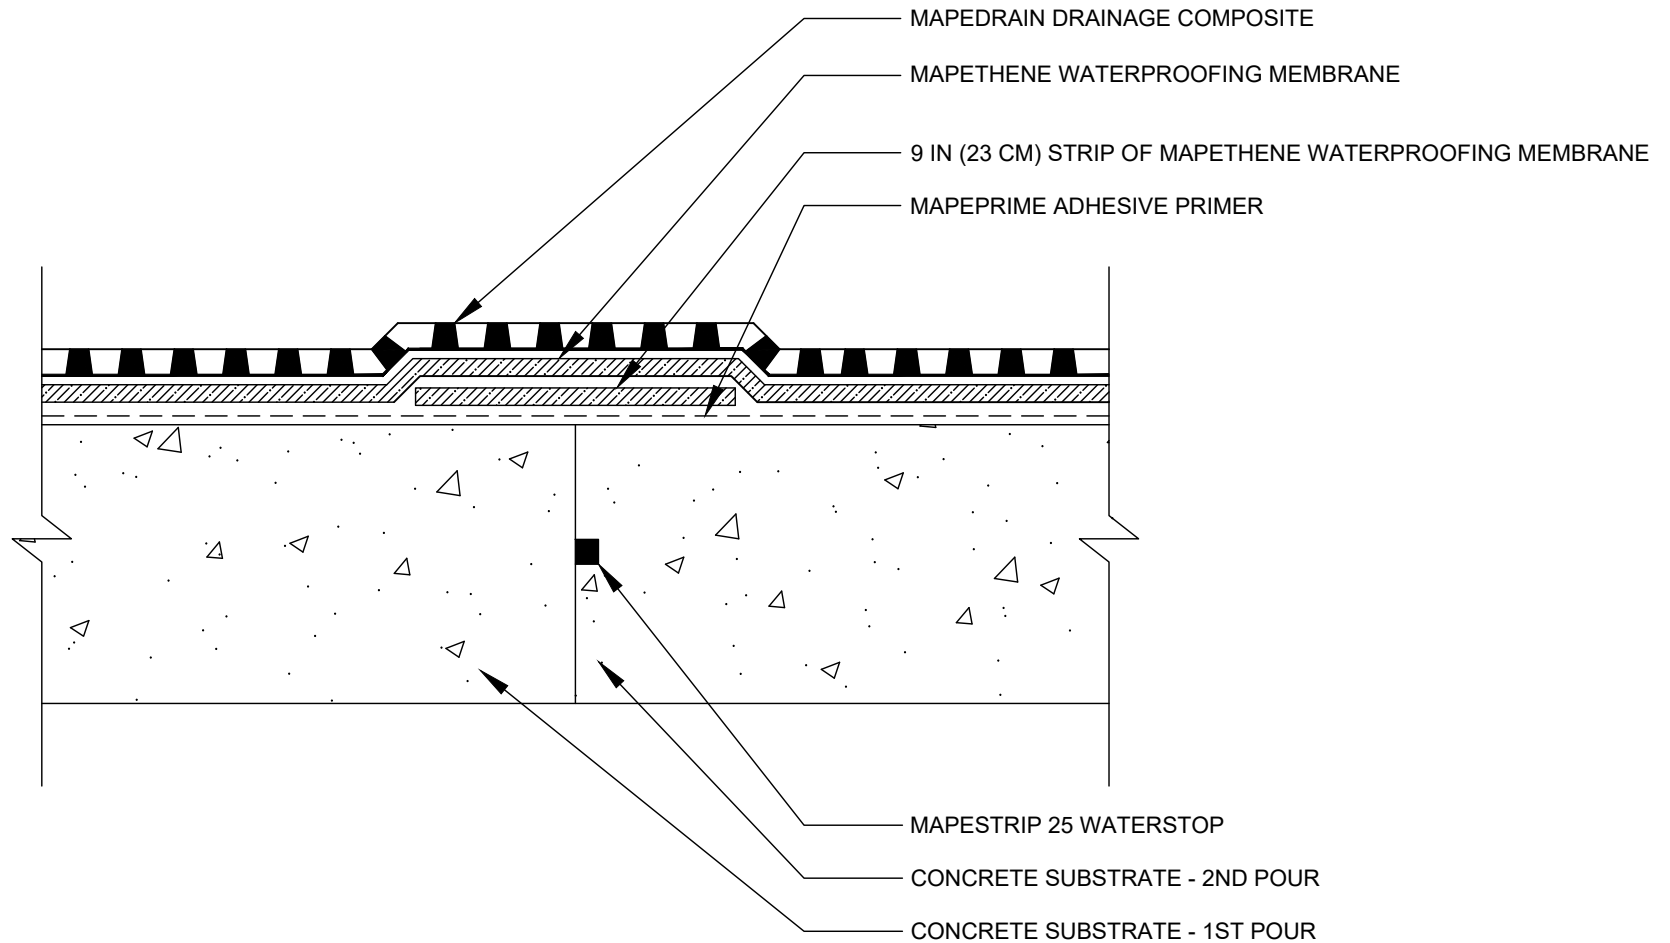 MAPEDRAIN DRAINAGE COMPOSITE
MAPETHENE WATERPROOFING MEMBRANE
9 IN (23 CM) STRIP OF MAPETHENE WATERPROOFING MEMBRANE
MAPEPRIME ADHESIVE PRIMER
MAPESTRIP 25 WATERSTOP
CONCRETE SUBSTRATE - 2ND POUR
CONCRETE SUBSTRATE - 1ST POUR